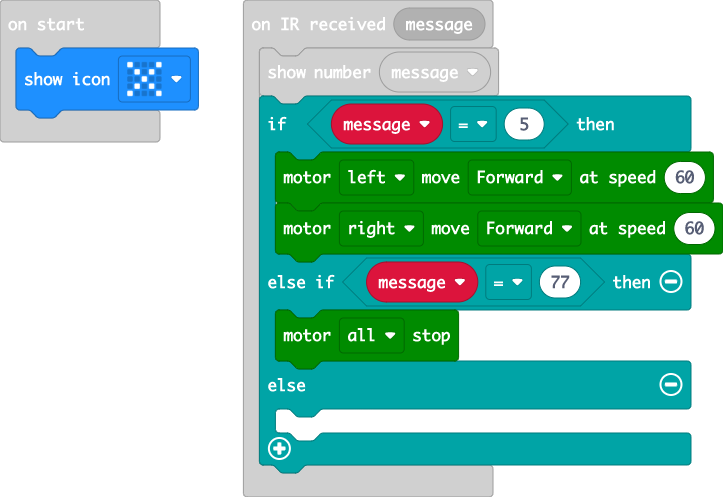 on start
show icon
on IR received message
show number message
if message = 5 then
motor left move Forward at speed 60
motor right move Forward at speed 60
else if message = 77 then
motor all stop
else